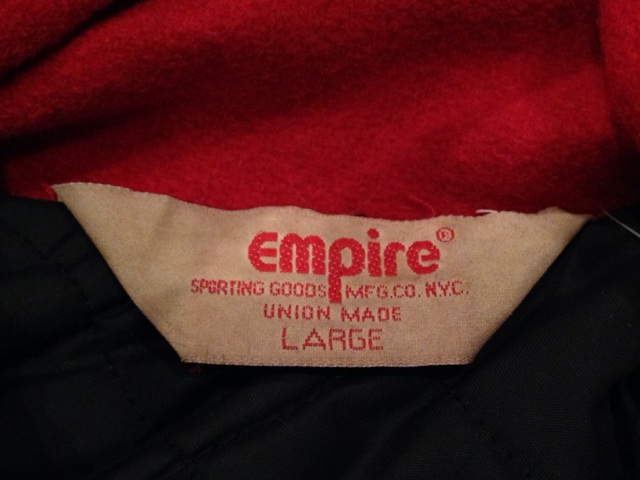 Empire®
SPORTING GOODS MFG.CO. N.Y.C.
UNION MADE
LARGE